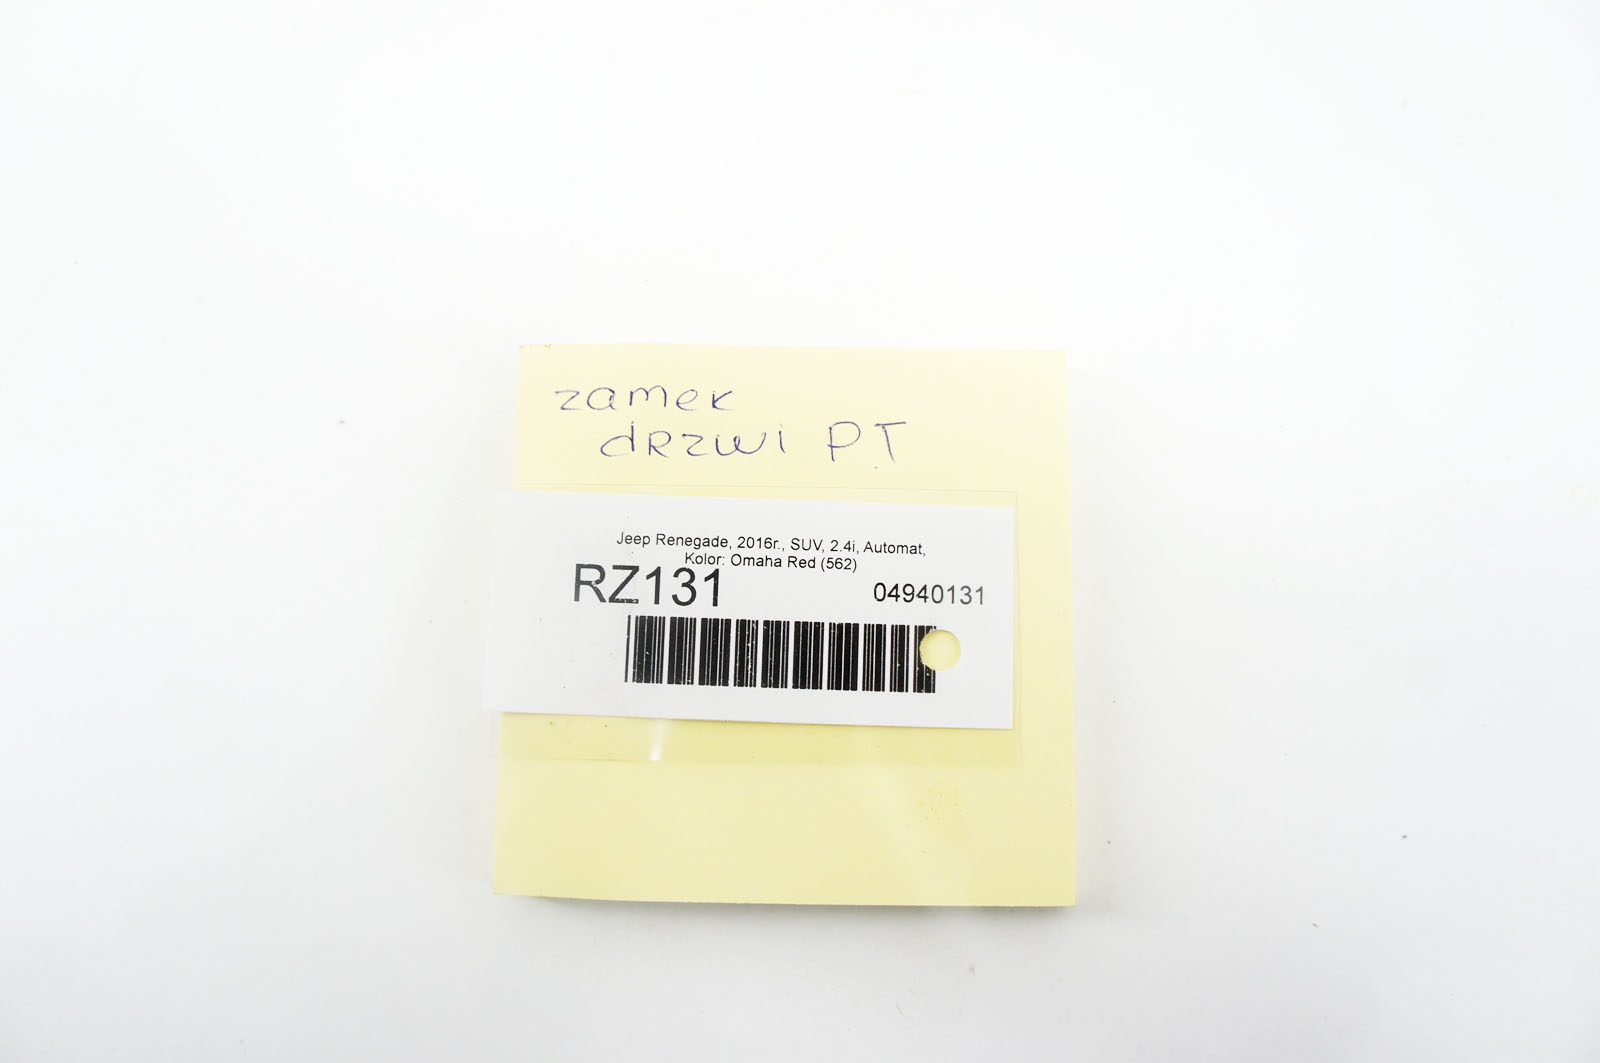 zamek
drzwi PT
Jeep Renegade, 2016r., SUV, 2.4i, Automat,
Kolor: Omaha Red (562)
RZ131 04940131